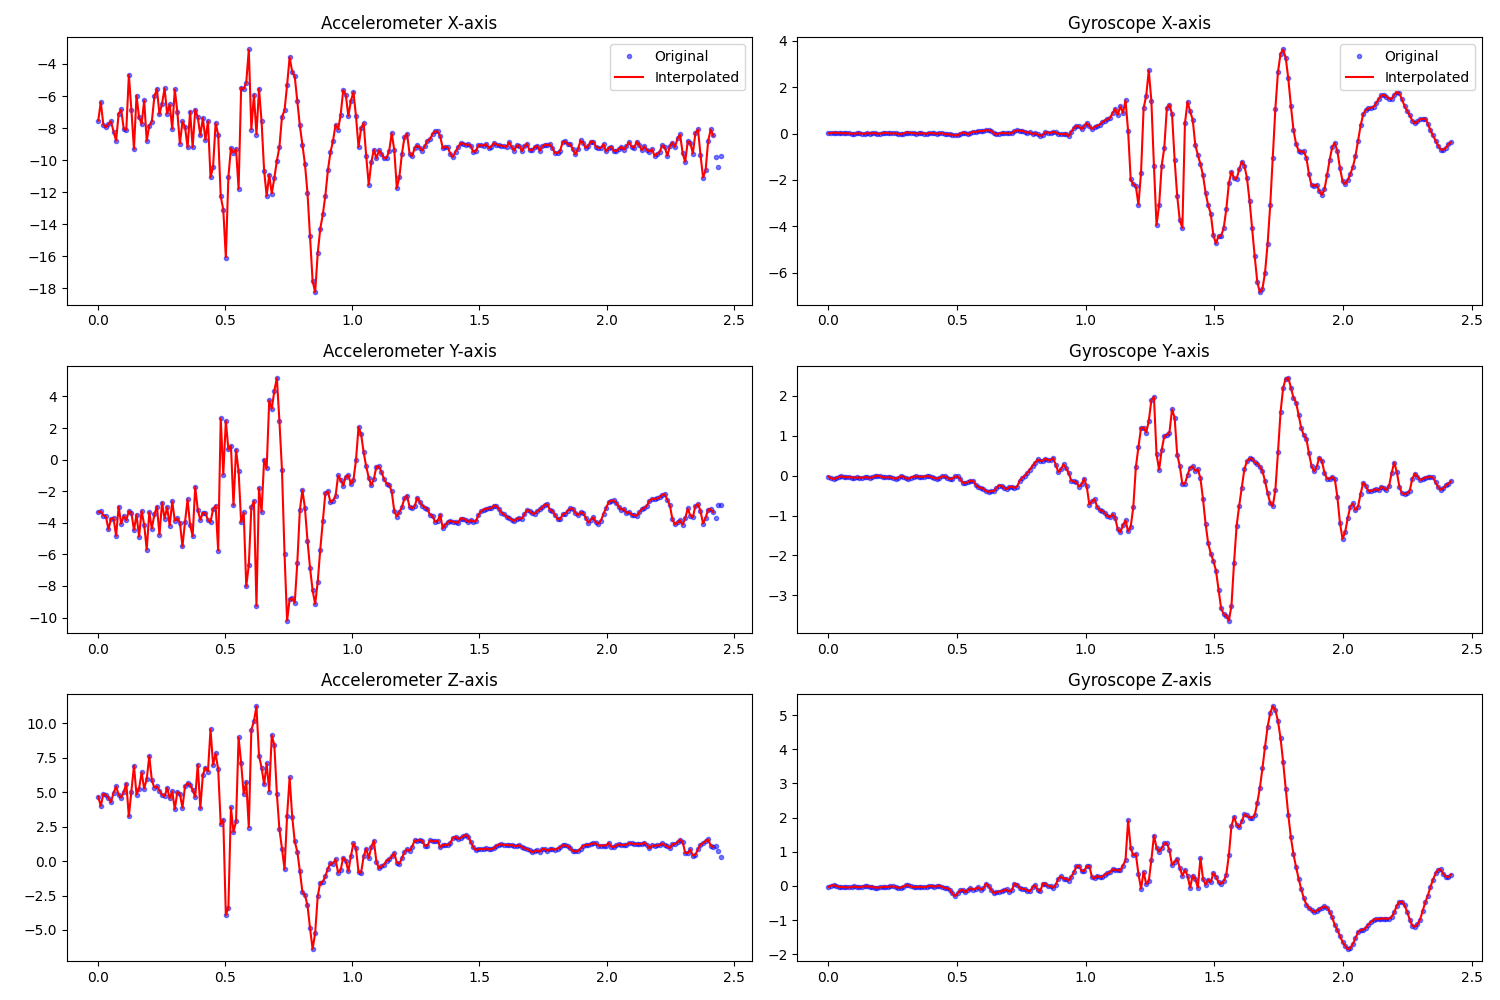 Accelerometer X-axis
Original
Interpolated
−4
−6
−8
−10
−12
−14
−16
−18
0.0 0.5 1.0 1.5 2.0 2.5
Gyroscope X-axis
Original
Interpolated
4
2
0
−2
−4
−6
0.0 0.5 1.0 1.5 2.0 2.5
Accelerometer Y-axis
4
2
0
−2
−4
−6
−8
−10
0.0 0.5 1.0 1.5 2.0 2.5
Gyroscope Y-axis
2
1
0
−1
−2
−3
0.0 0.5 1.0 1.5 2.0 2.5
Accelerometer Z-axis
10.0
7.5
5.0
2.5
0.0
−2.5
−5.0
0.0 0.5 1.0 1.5 2.0 2.5
Gyroscope Z-axis
5
4
3
2
1
0
−1
−2
0.0 0.5 1.0 1.5 2.0 2.5